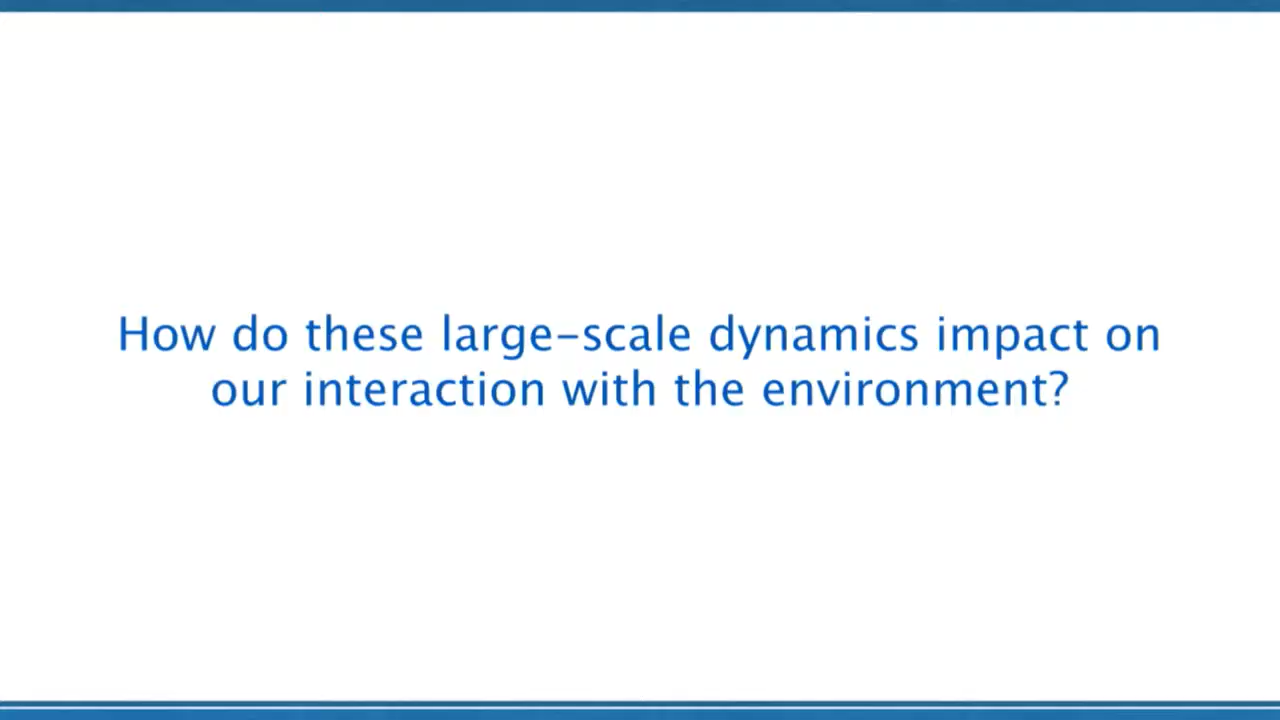 How do these large-scale dynamics impact on
our interaction with the environment?